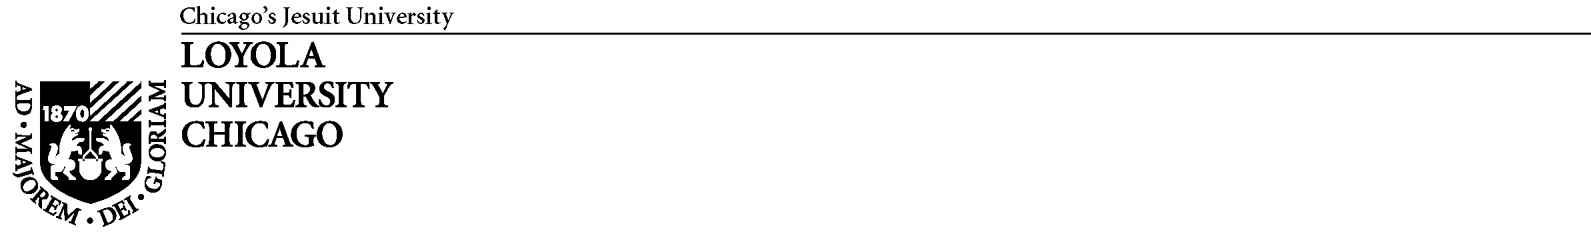 Chicago's Jesuit University
LOYOLA
UNIVERSITY
CHICAGO
1870
AD • MAJOREM • DEI • GLORIAM